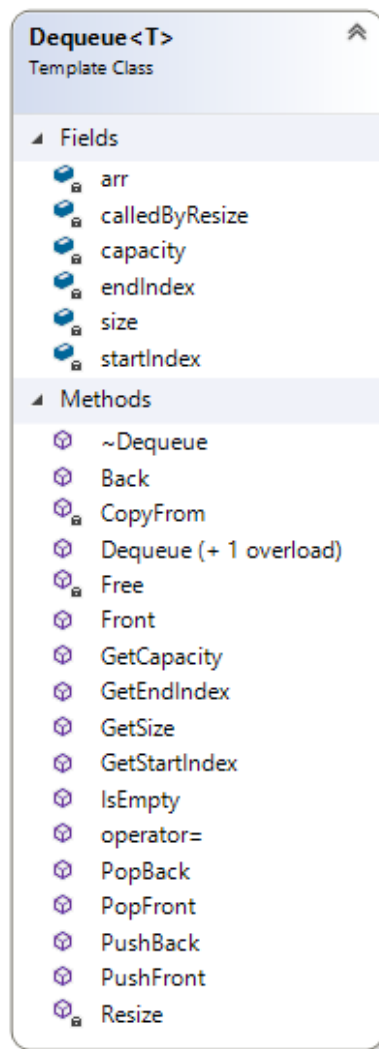 Dequeue<T>
Template Class
Fields
arr
calledByResize
capacity
endIndex
size
startIndex
Methods
~Dequeue
Back
CopyFrom
Dequeue (+ 1 overload)
Free
Front
GetCapacity
GetEndIndex
GetSize
GetStartIndex
IsEmpty
operator=
PopBack
PopFront
PushBack
PushFront
Resize